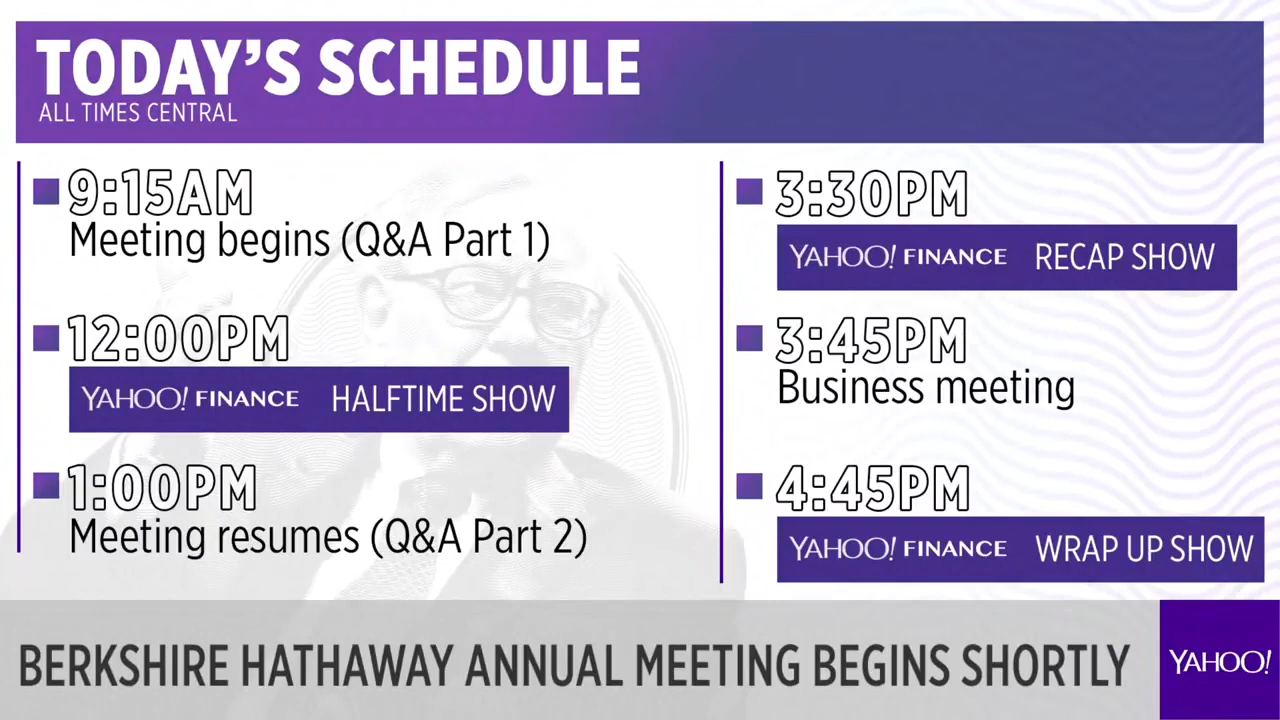 TODAY'S SCHEDULE
ALL TIMES CENTRAL
9:15AM
Meeting begins (Q&A Part 1)
12:00PM
YAHOO! FINANCE HALFTIME SHOW
1:00PM
Meeting resumes (Q&A Part 2)
3:30PM
YAHOO! FINANCE RECAP SHOW
3:45PM
Business meeting
4:45PM
YAHOO! FINANCE WRAP UP SHOW
BERKSHIRE HATHAWAY ANNUAL MEETING BEGINS SHORTLY
YAHOO!